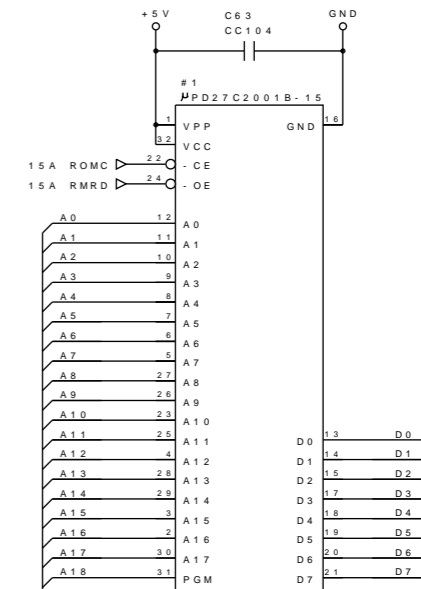 +5V C63 GND
CC104
#1
µPD27C2001B-15
1 VPP GND 16
32 VCC
15A ROMC 22 -CE
15A RMRD 24 -OE
A0 12 A0
A1 11 A1
A2 10 A2
A3 9 A3
A4 8 A4
A5 7 A5
A6 6 A6
A7 5 A7
A8 27 A8
A9 26 A9
A10 23 A10
A11 25 A11 D0 13 D0
A12 4 A12 D1 14 D1
A13 28 A13 D2 15 D2
A14 29 A14 D3 17 D3
A15 3 A15 D4 18 D4
A16 2 A16 D5 19 D5
A17 30 A17 D6 20 D6
A18 31 PGM D7 21 D7